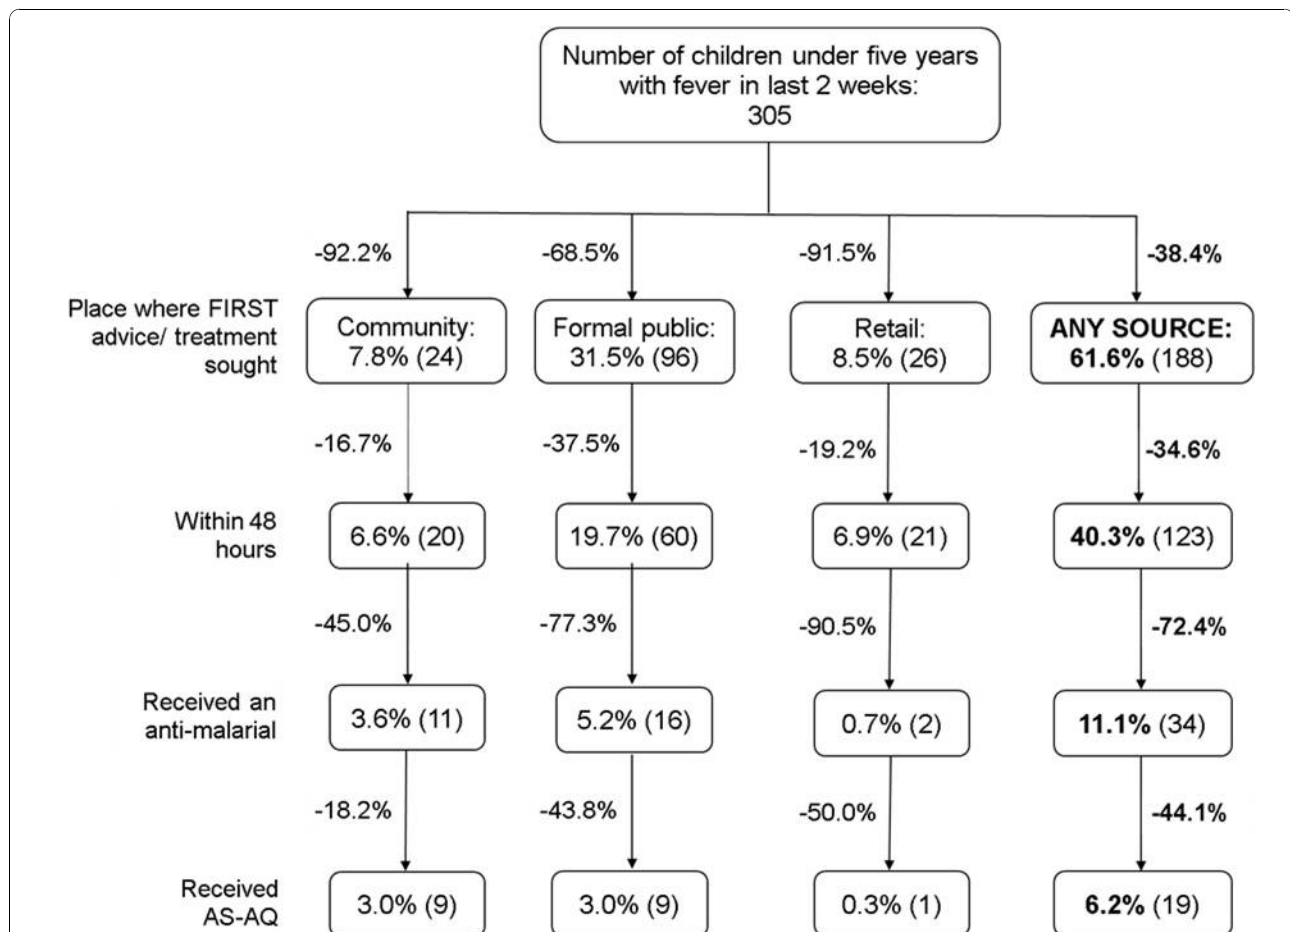 Number of children under five years
with fever in last 2 weeks:
305
-92.2%
-68.5%
-91.5%
-38.4%
Place where FIRST
advice/ treatment
sought
Community:
7.8% (24)
Formal public:
31.5% (96)
Retail:
8.5% (26)
ANY SOURCE:
61.6% (188)
-16.7%
-37.5%
-19.2%
-34.6%
Within 48
hours
6.6% (20)
19.7% (60)
6.9% (21)
40.3% (123)
-45.0%
-77.3%
-90.5%
-72.4%
Received an
anti-malarial
3.6% (11)
5.2% (16)
0.7% (2)
11.1% (34)
-18.2%
-43.8%
-50.0%
-44.1%
Received
AS-AQ
3.0% (9)
3.0% (9)
0.3% (1)
6.2% (19)